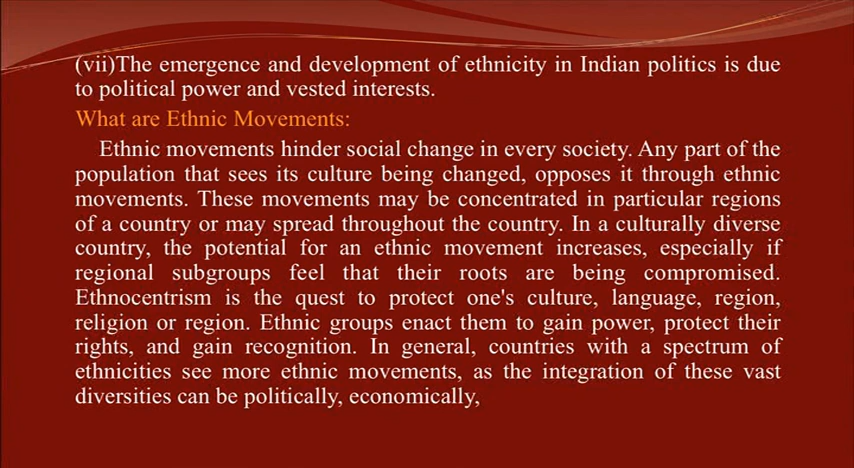 (vii)The emergence and development of ethnicity in Indian politics is due
to political power and vested interests.
What are Ethnic Movements:
Ethnic movements hinder social change in every society. Any part of the
population that sees its culture being changed, opposes it through ethnic
movements. These movements may be concentrated in particular regions
of a country or may spread throughout the country. In a culturally diverse
country, the potential for an ethnic movement increases, especially if
regional subgroups feel that their roots are being compromised.
Ethnocentrism is the quest to protect one's culture, language, region,
religion or region. Ethnic groups enact them to gain power, protect their
rights, and gain recognition. In general, countries with a spectrum of
ethnicities see more ethnic movements, as the integration of these vast
diversities can be politically, economically,